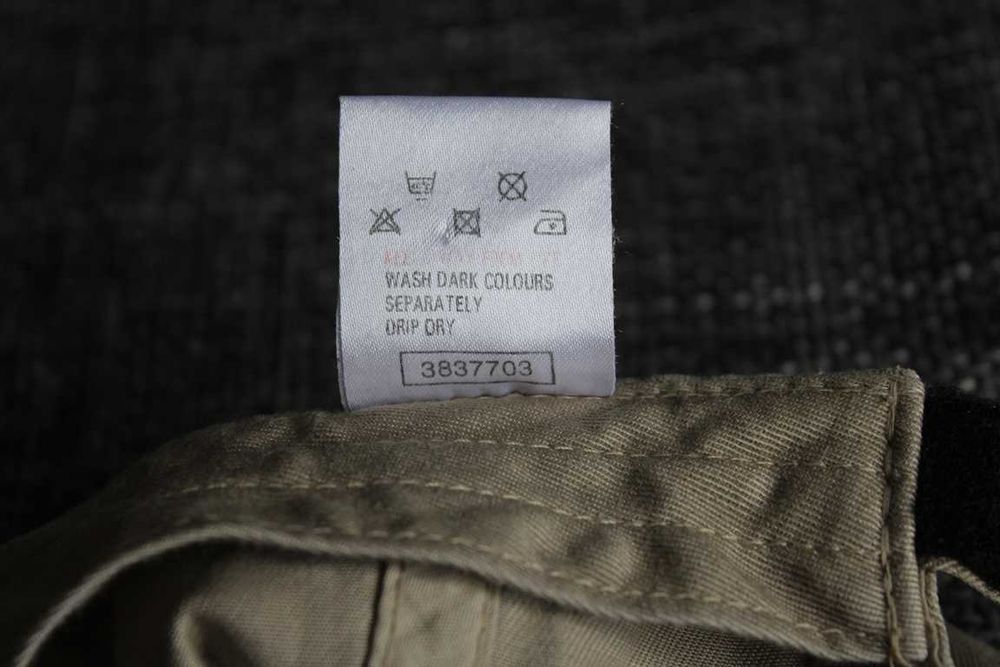 WASH DARK COLOURS
SEPARATELY
DRIP DRY
3837703